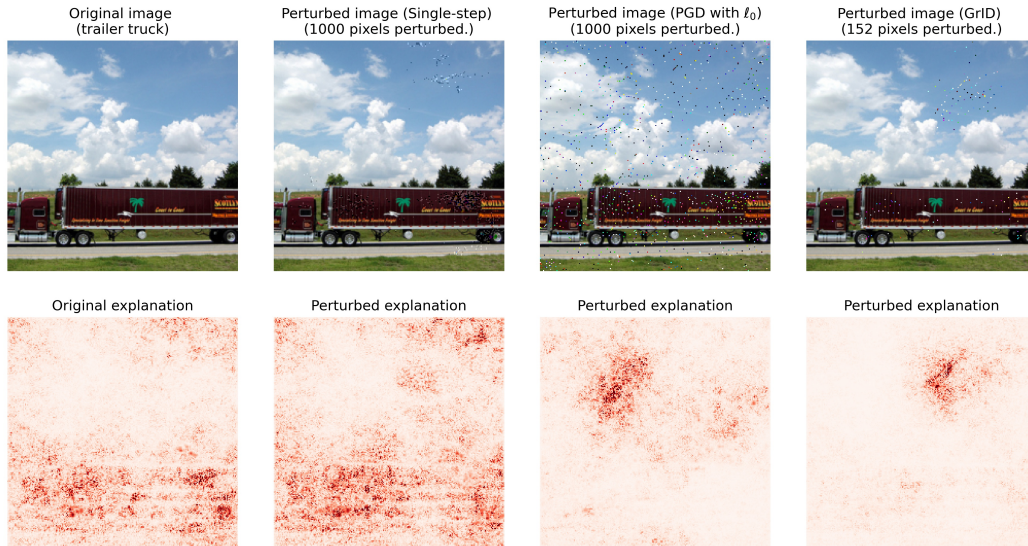 Original image
(trailer truck)
Perturbed image (Single-step)
(1000 pixels perturbed.)
Perturbed image (PGD with ℓ₀)
(1000 pixels perturbed.)
Perturbed image (GrID)
(152 pixels perturbed.)
Original explanation
Perturbed explanation
Perturbed explanation
Perturbed explanation